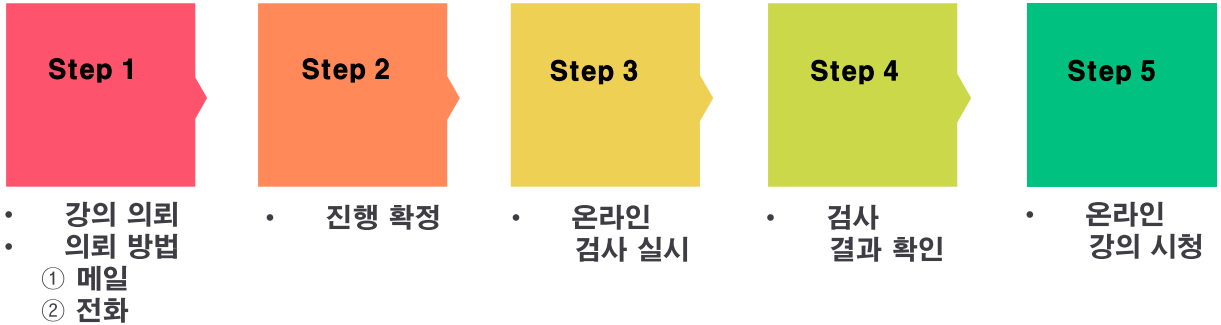 Step 1
• 강의 의뢰
• 의뢰 방법
① 메일
② 전화
Step 2
• 진행 확정
Step 3
• 온라인
검사 실시
Step 4
• 검사
결과 확인
Step 5
• 온라인
강의 시청